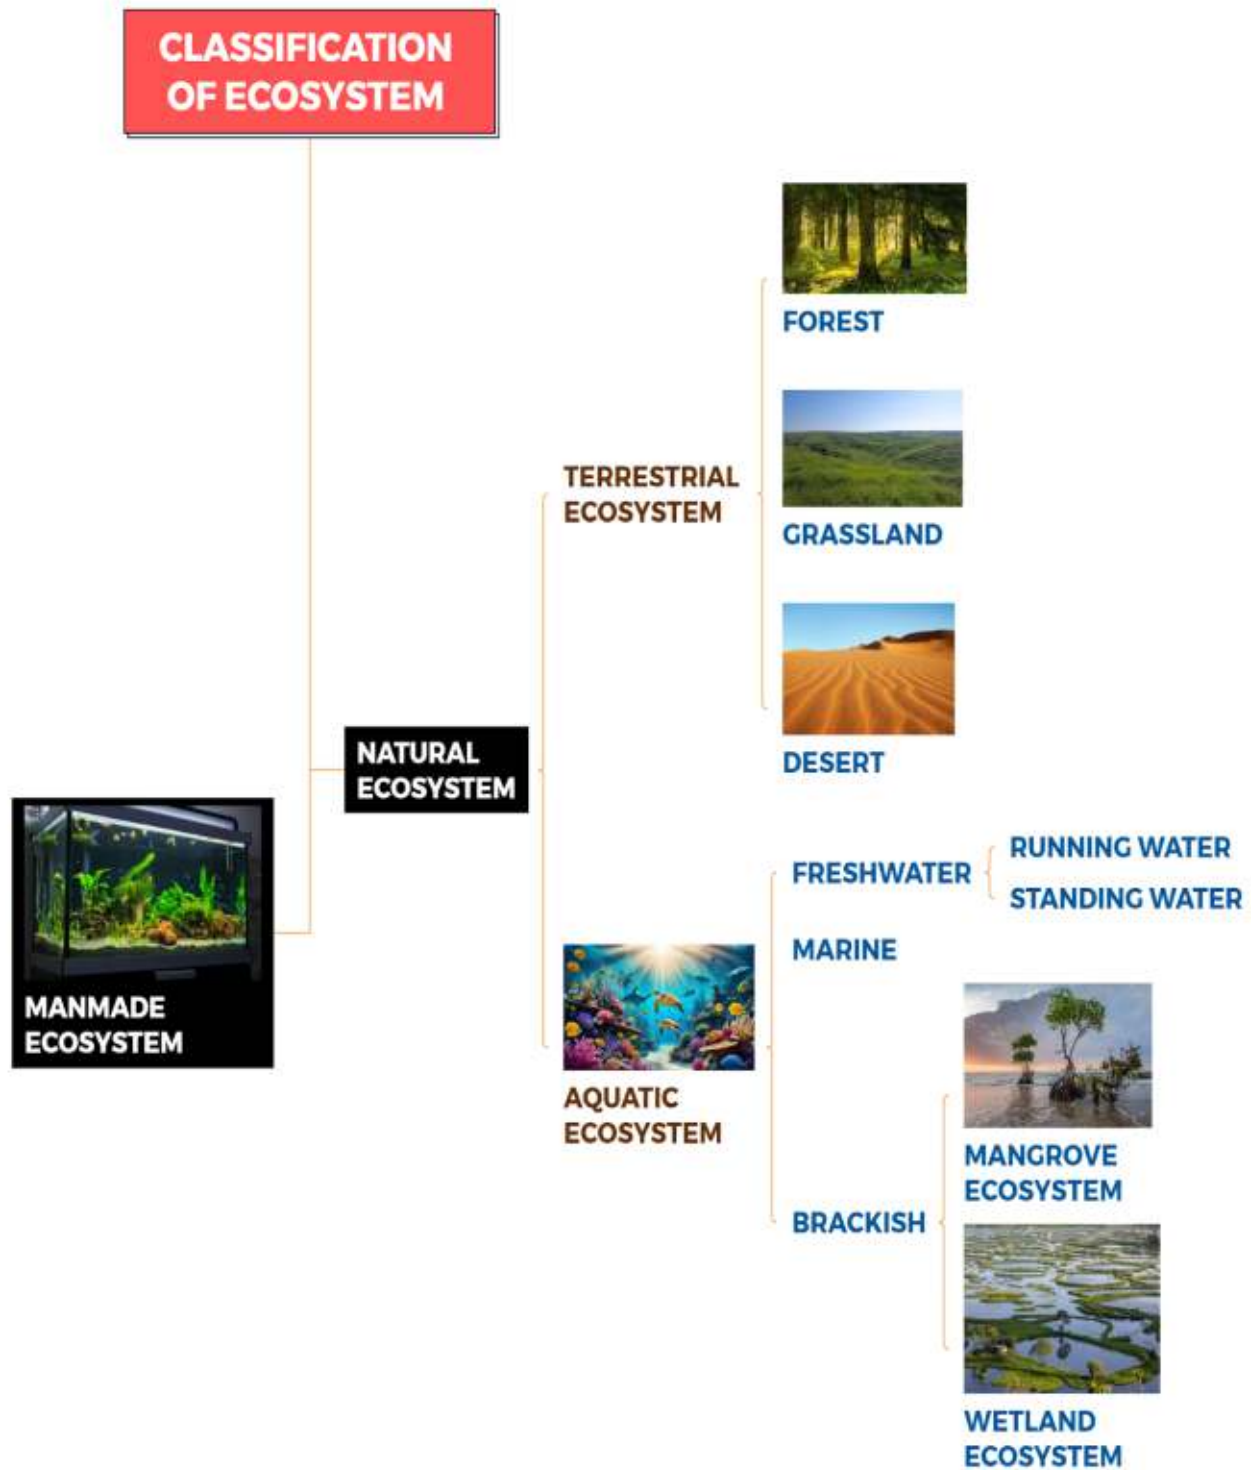 CLASSIFICATION
OF ECOSYSTEM
FOREST
GRASSLAND
TERRESTRIAL
ECOSYSTEM
DESERT
NATURAL
ECOSYSTEM
MANMADE
ECOSYSTEM
AQUATIC
ECOSYSTEM
FRESHWATER
RUNNING WATER
STANDING WATER
MARINE
BRACKISH
MANGROVE
ECOSYSTEM
WETLAND
ECOSYSTEM